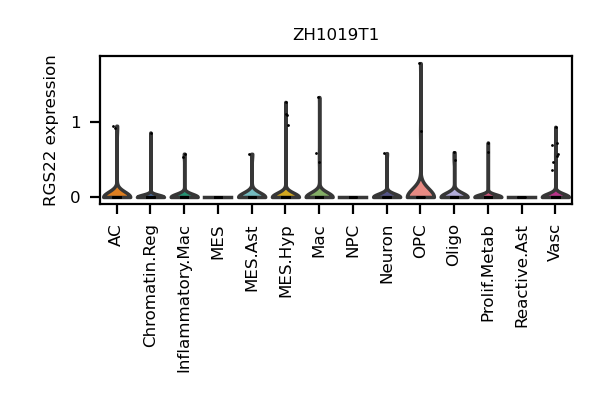 ZH1019T1
RGS22 expression
1
0
AC
Chromatin.Reg
Inflammatory.Mac
MES
MES.Ast
MES.Hyp
Mac
NPC
Neuron
OPC
Oligo
Prolif.Metab
Reactive.Ast
Vasc